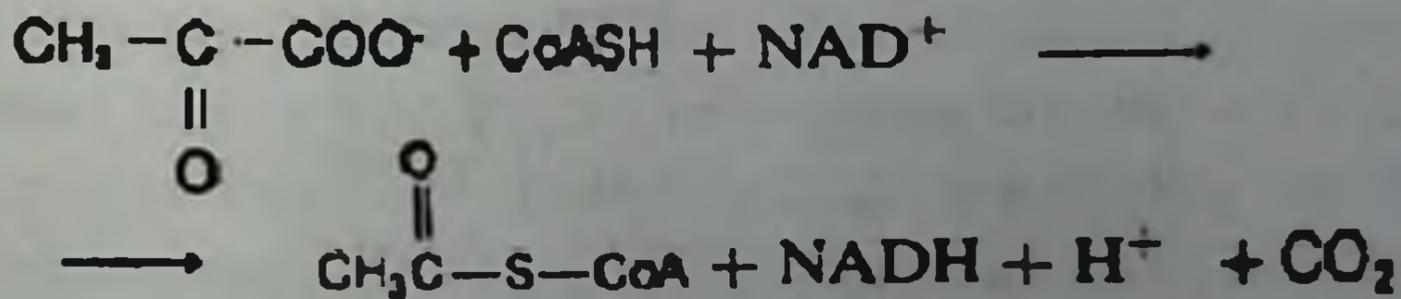 CH₃ – C – COO⁻ + CoASH + NAD⁺ ⟶
||
O
O
||
⟶ CH₃C – S – CoA + NADH + H⁺ + CO₂